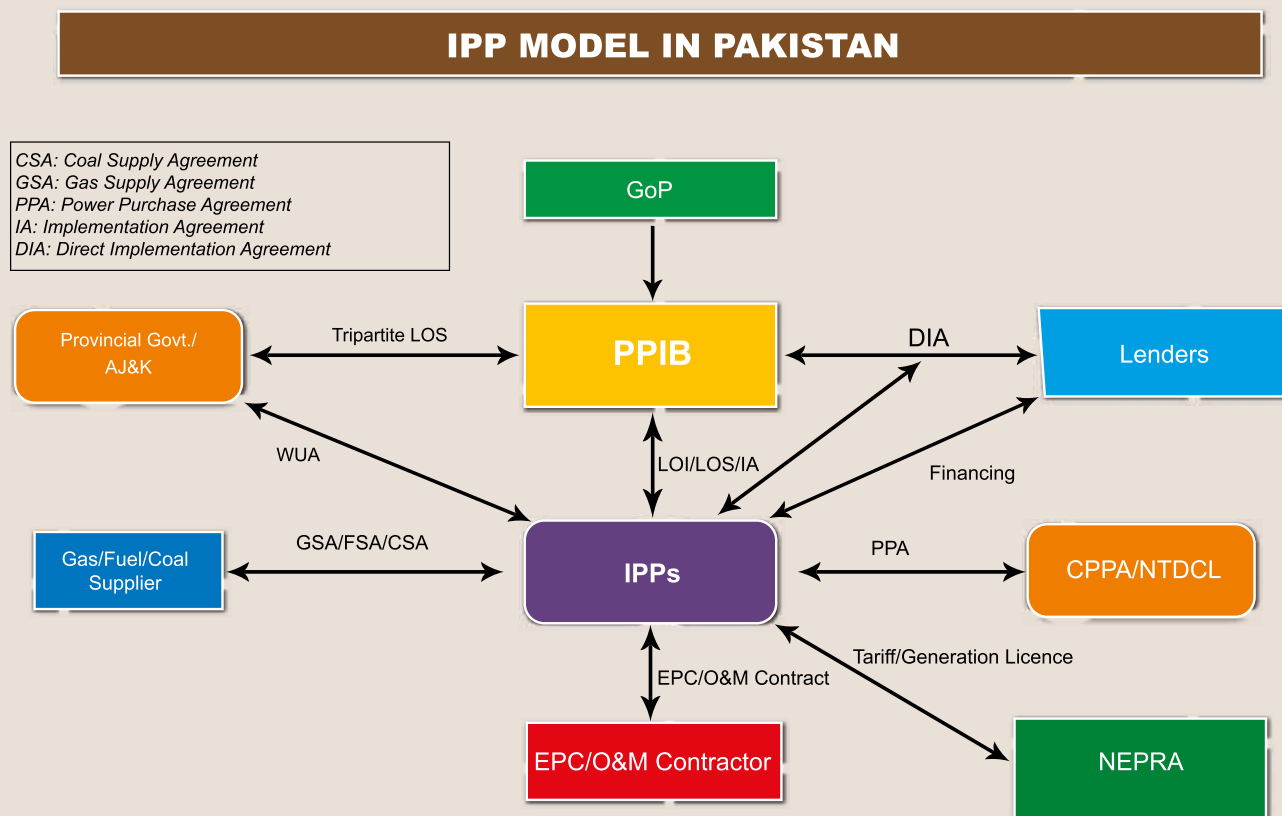 IPP MODEL IN PAKISTAN
CSA: Coal Supply Agreement
GSA: Gas Supply Agreement
PPA: Power Purchase Agreement
IA: Implementation Agreement
DIA: Direct Implementation Agreement
GoP
Provincial Govt./
AJ&K
Tripartite LOS
PPIB
DIA
Lenders
WUA
LOI/LOS/IA
Financing
Gas/Fuel/Coal
Supplier
GSA/FSA/CSA
IPPs
PPA
CPPA/NTDCL
EPC/O&M Contract
Tariff/Generation Licence
EPC/O&M Contractor
NEPRA